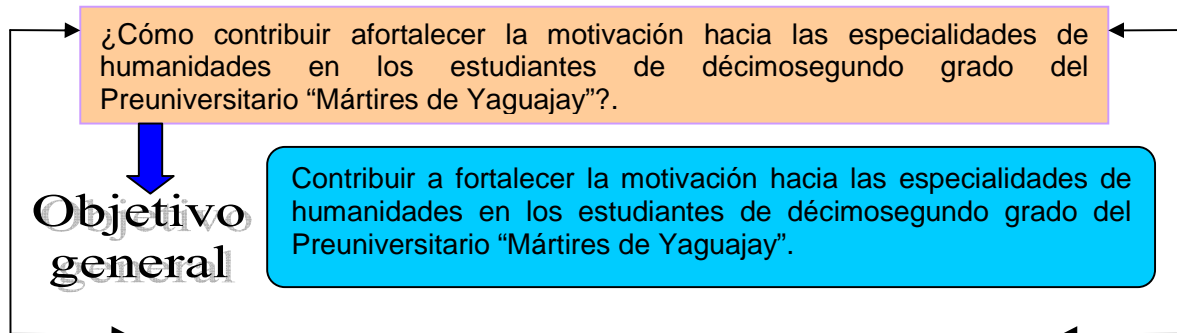 ¿Cómo contribuir afortalecer la motivación hacia las especialidades de
humanidades en los estudiantes de décimosegundo grado del
Preuniversitario “Mártires de Yaguajay”?.
Objetivo
general
Contribuir a fortalecer la motivación hacia las especialidades de
humanidades en los estudiantes de décimosegundo grado del
Preuniversitario “Mártires de Yaguajay”.